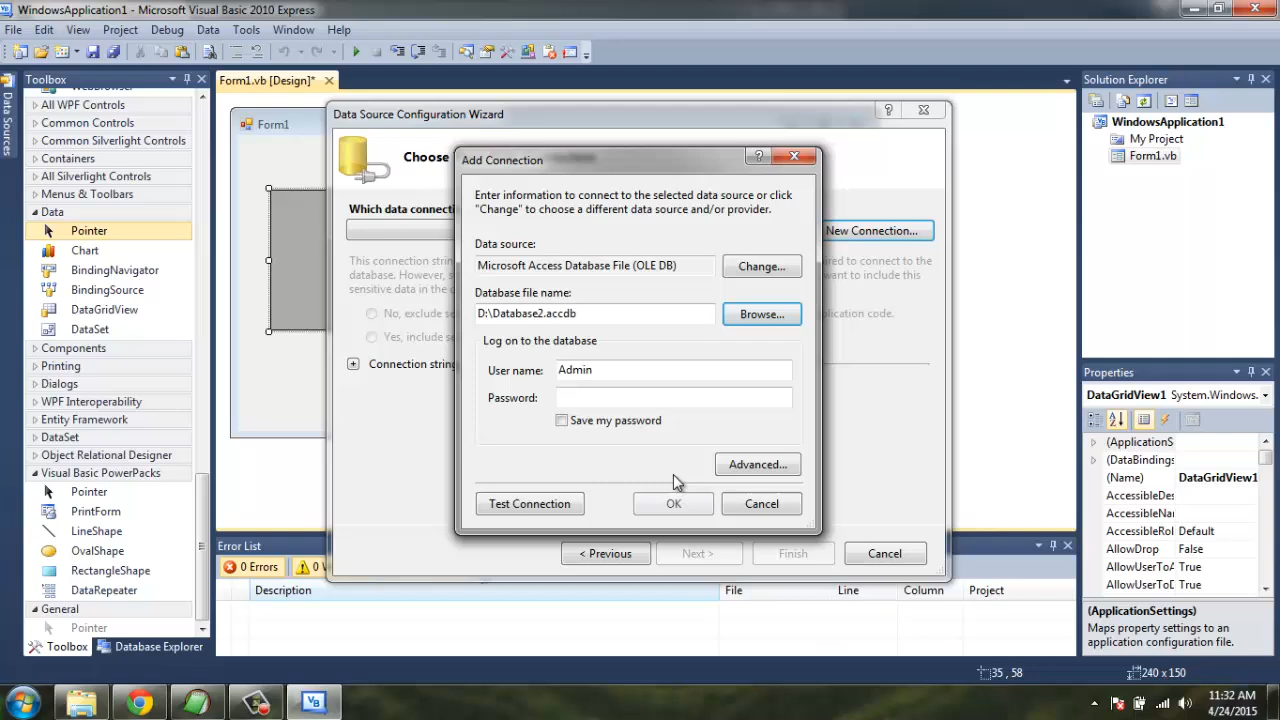 WindowsApplication1 - Microsoft Visual Basic 2010 Express
File Edit View Project Debug Data Tools Window Help
Toolbox
All WPF Controls
Common Controls
Common Silverlight Controls
Containers
All Silverlight Controls
Menus & Toolbars
Data
Pointer
Chart
BindingNavigator
BindingSource
DataGridView
DataSet
Components
Printing
Dialogs
WPF Interoperability
Entity Framework
DataSet
Object Relational Designer
Visual Basic PowerPacks
Pointer
PrintForm
LineShape
OvalShape
RectangleShape
DataRepeater
General
Pointer
Toolbox Database Explorer
Data Sources
Form1.vb [Design]*
Form1
Data Source Configuration Wizard
Choose
Which data connecti
New Connection...
This connection string
red to connect to the
database. However, s
want to include this
sensitive data in the
No, exclude se
plication code.
Yes, include se
Connection string
< Previous Next > Finish Cancel
Add Connection
Enter information to connect to the selected data source or click
"Change" to choose a different data source and/or provider.
Data source:
Microsoft Access Database File (OLE DB) Change...
Database file name:
D:\Database2.accdb Browse...
Log on to the database
User name: Admin
Password:
Save my password
Advanced...
Test Connection OK Cancel
Error List
0 Errors 0
Description File Line Column Project
Solution Explorer
WindowsApplication1
My Project
Form1.vb
Properties
DataGridView1 System.Windows.
(ApplicationS
(DataBindings
(Name) DataGridView1
AccessibleDes
AccessibleNar
AccessibleRol Default
AllowDrop False
AllowUserToA True
AllowUserToD True
(ApplicationSettings)
Maps property settings to an
application configuration file.
35 , 58 240 x 150
11:32 AM
4/24/2015